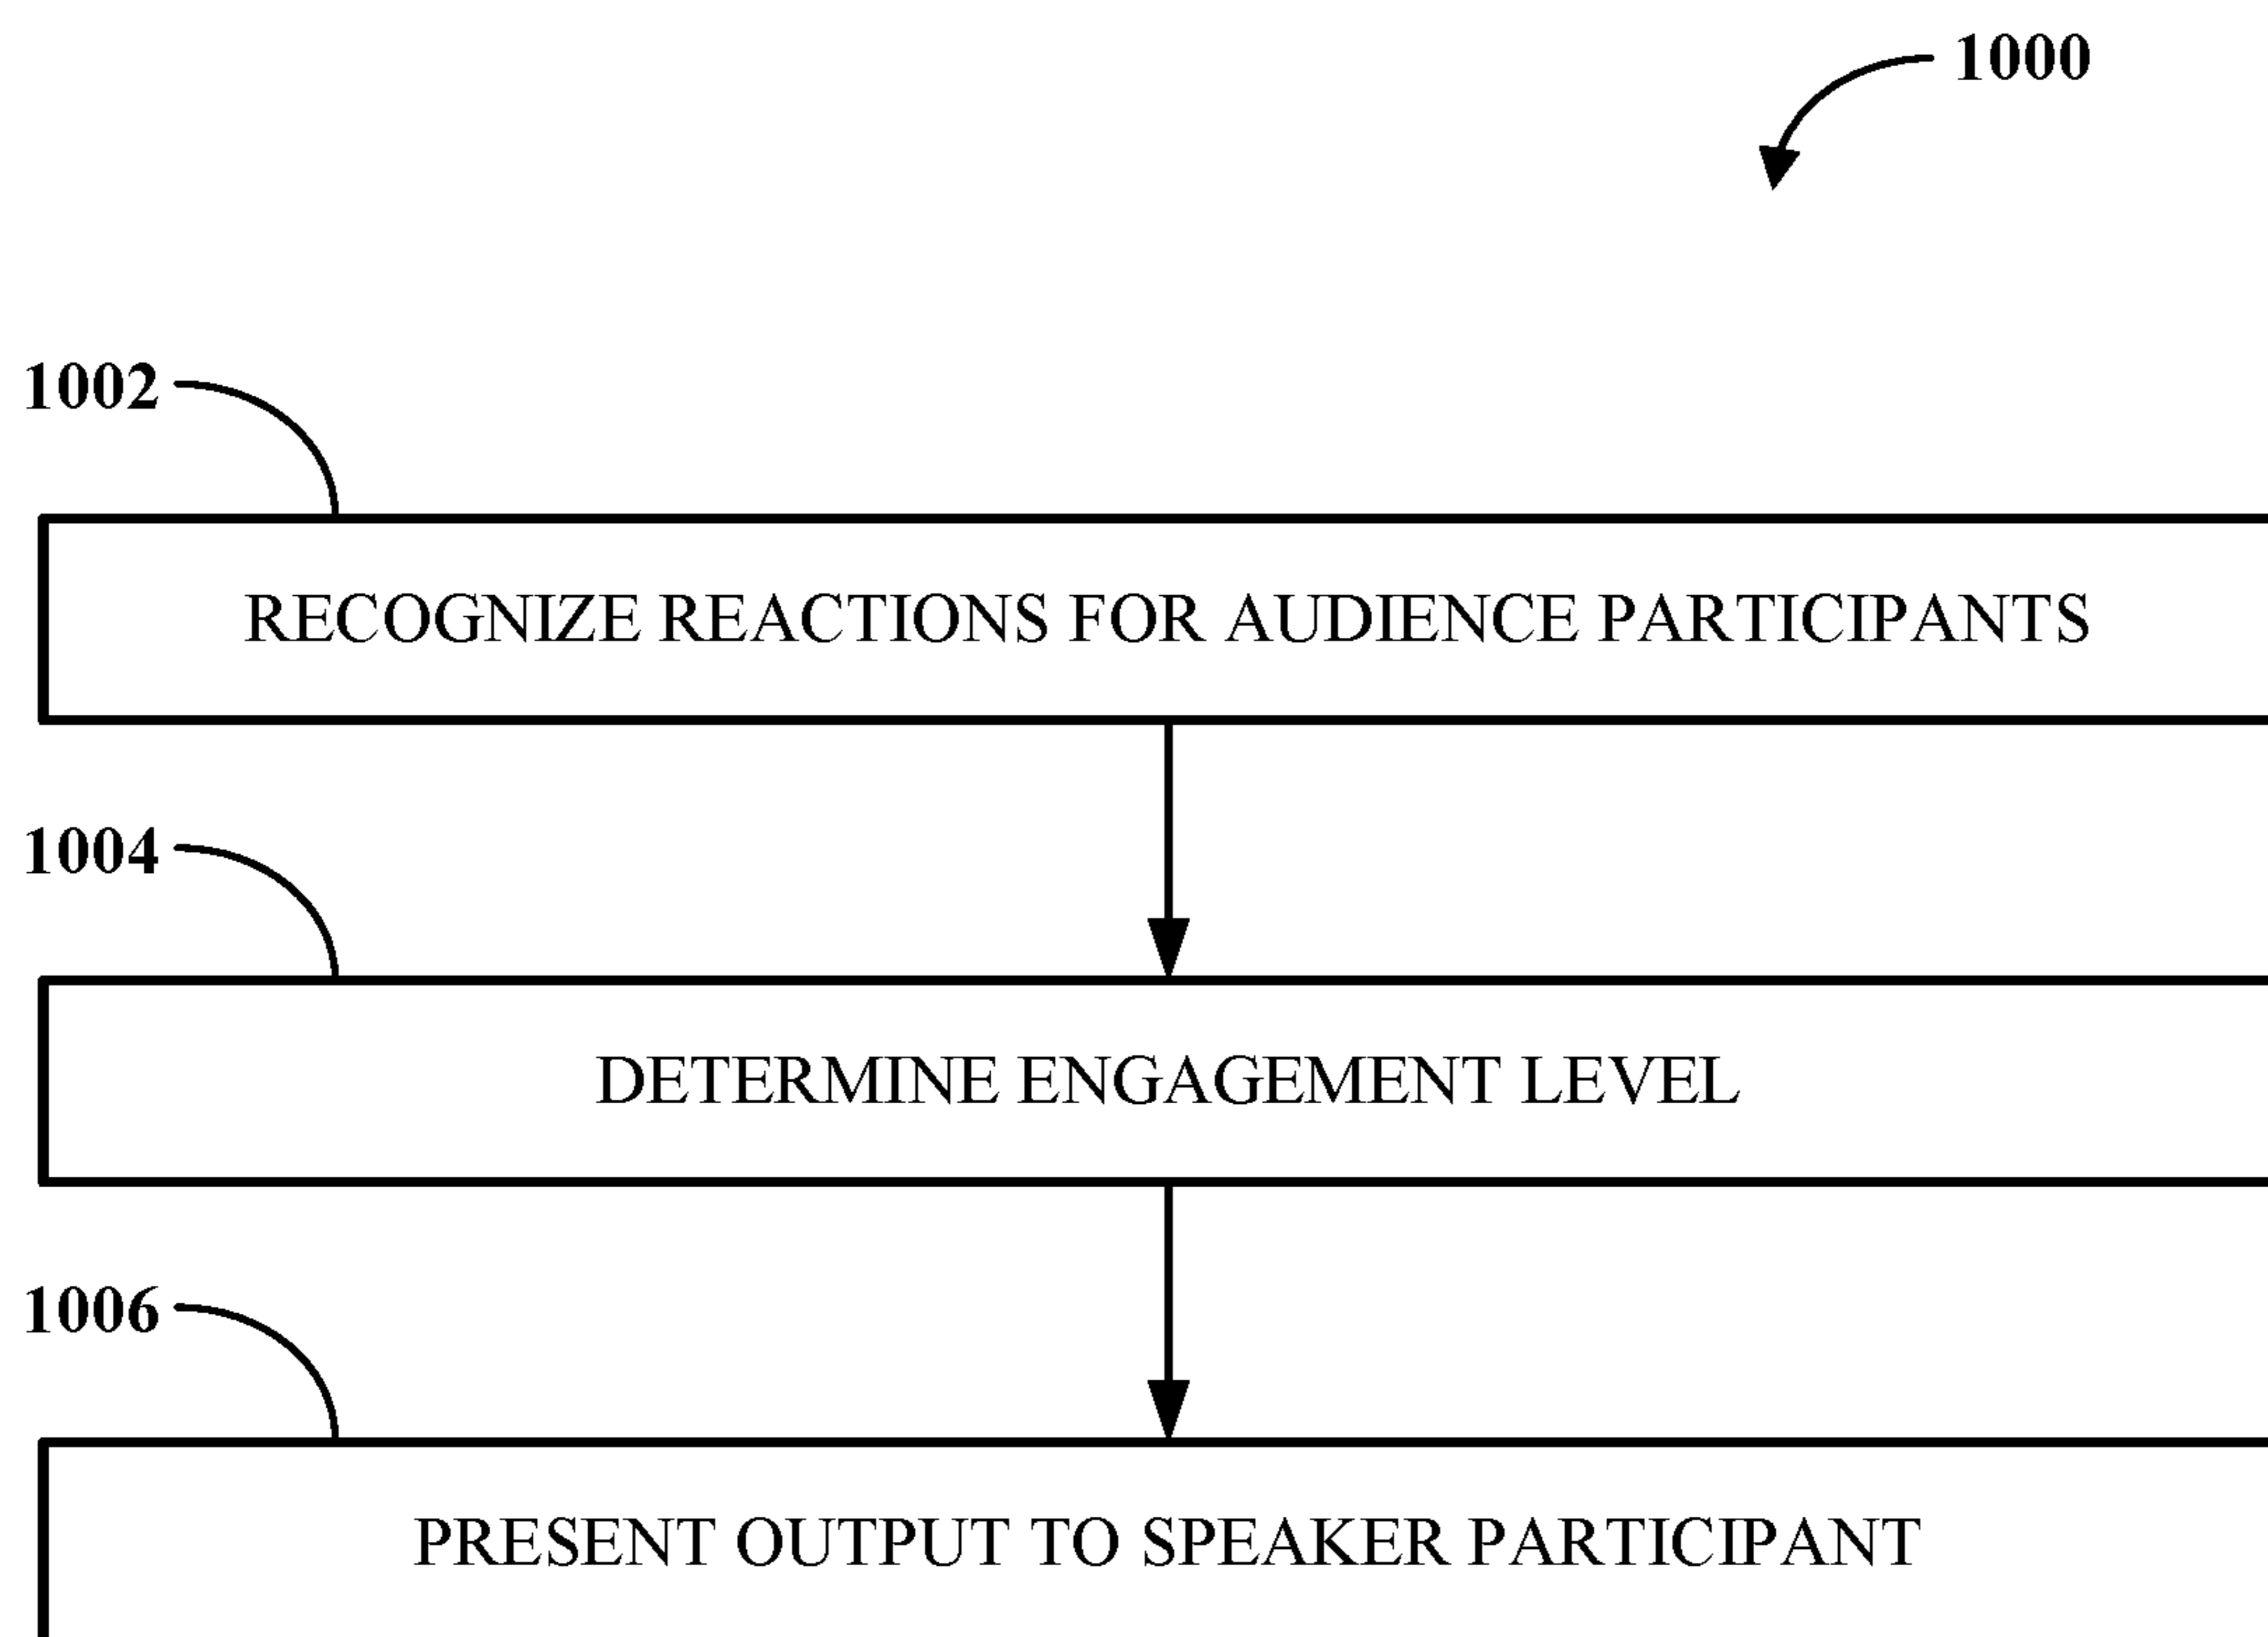 1000
1002
RECOGNIZE REACTIONS FOR AUDIENCE PARTICIPANTS
1004
DETERMINE ENGAGEMENT LEVEL
1006
PRESENT OUTPUT TO SPEAKER PARTICIPANT